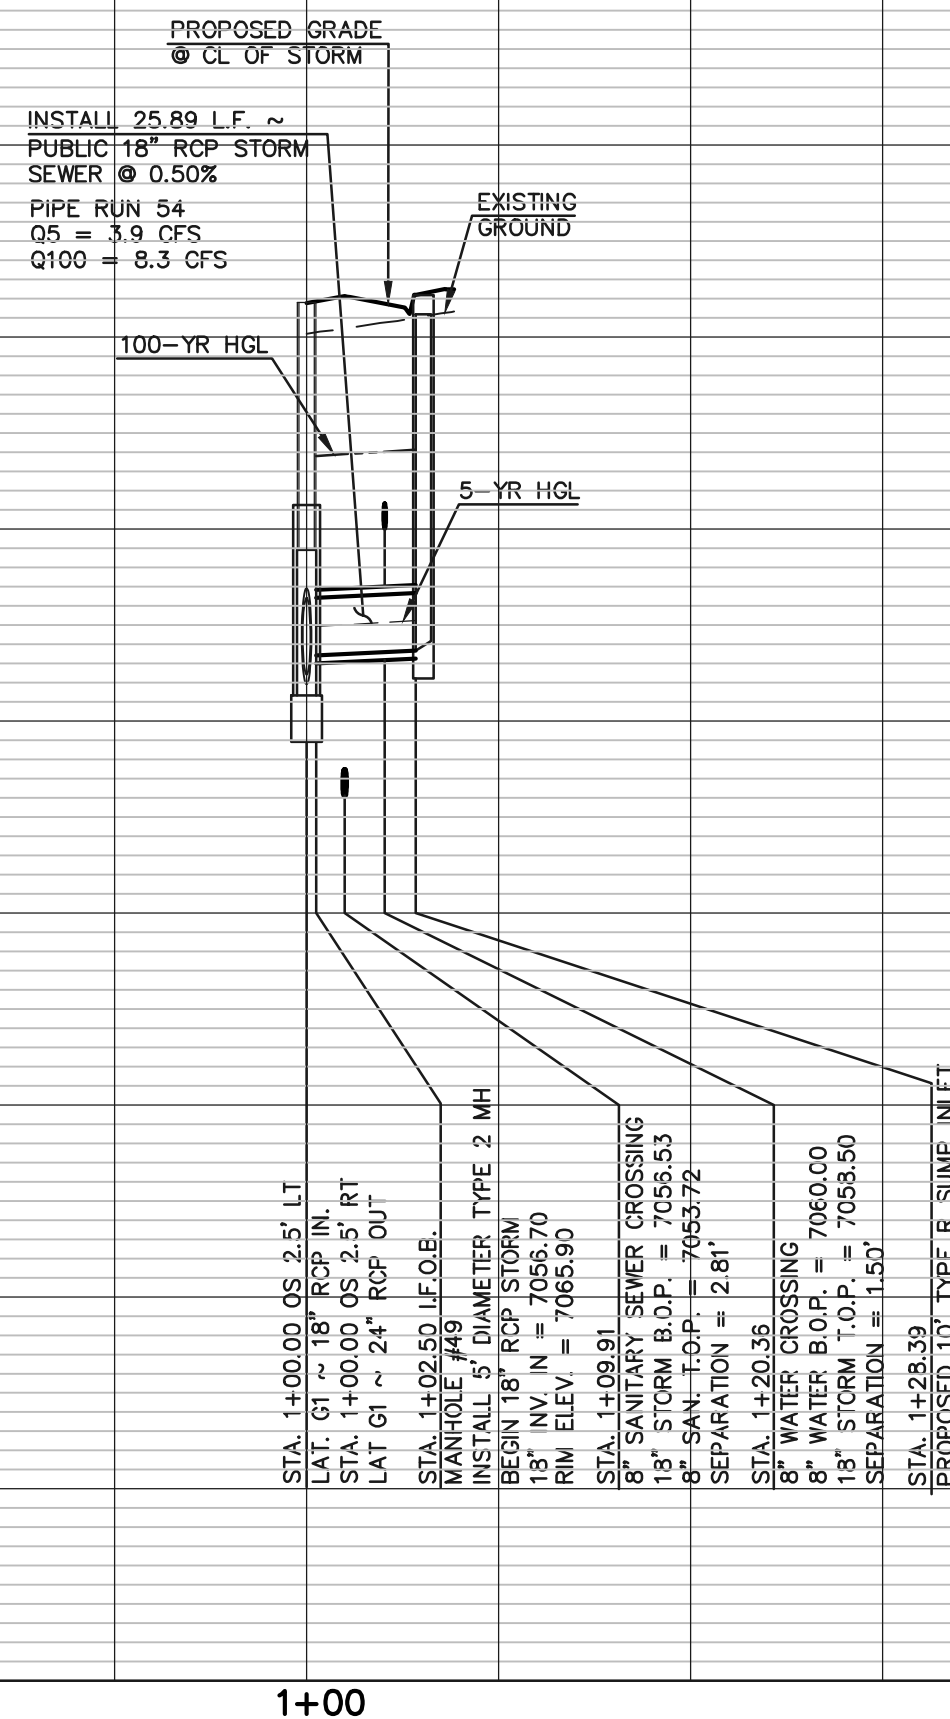 PROPOSED GRADE
@ CL OF STORM
INSTALL 25.89 L.F. ~
PUBLIC 18" RCP STORM
SEWER @ 0.50%
PIPE RUN 54
Q5 = 3.9 CFS
Q100 = 8.3 CFS
EXISTING
GROUND
100-YR HGL
5-YR HGL
STA. 1+00.00 OS 2.5' LT
LAT. G1 ~ 18" RCP IN.
STA. 1+00.00 OS 2.5' RT
LAT G1 ~ 24" RCP OUT
STA. 1+02.50 I.F.O.B.
MANHOLE #49
INSTALL 5' DIAMETER TYPE 2 MH
BEGIN 18" RCP STORM
18" INV. IN = 7056.70
RIM ELEV. = 7065.90
STA. 1+09.91
8" SANITARY SEWER CROSSING
18" STORM B.O.P. = 7056.53
8" SAN. T.O.P. = 7053.72
SEPARATION = 2.81'
STA. 1+20.36
8" WATER CROSSING
8" WATER B.O.P. = 7060.00
18" STORM T.O.P. = 7058.50
SEPARATION = 1.50'
STA. 1+28.39
PROPOSED 10' TYPE R SUMP INLET
1+00